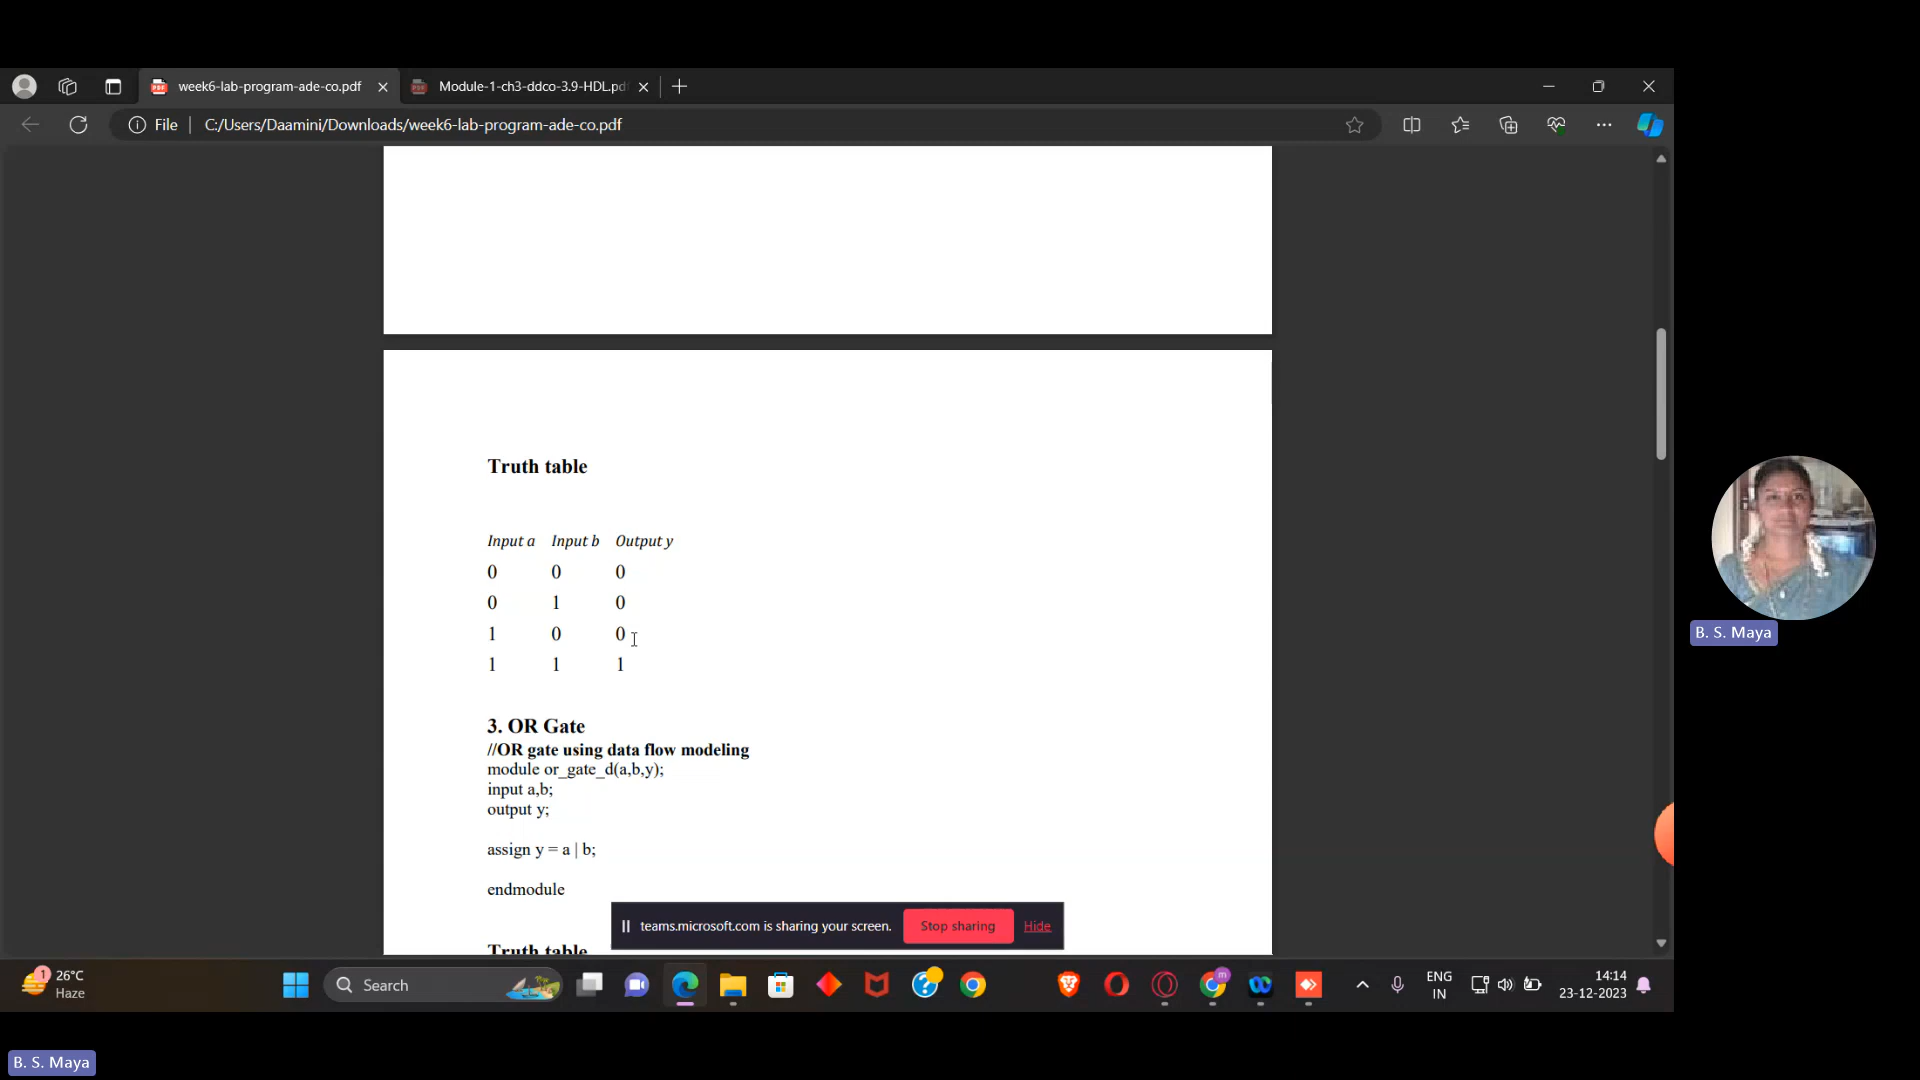 week6-lab-program-ade-co.pdf
Module-1-ch3-ddco-3.9-HDL.pd
File
C:/Users/Daamini/Downloads/week6-lab-program-ade-co.pdf
Truth table
Input a Input b Output y
0 0 0
0 1 0
1 0 0
1 1 1
3. OR Gate
//OR gate using data flow modeling
module or_gate_d(a,b,y);
input a,b;
output y;
assign y = a | b;
endmodule
Truth table
teams.microsoft.com is sharing your screen.
Stop sharing
Hide
B. S. Maya
1
26°C
Haze
Search
m
ENG
IN
14:14
23-12-2023
B. S. Maya